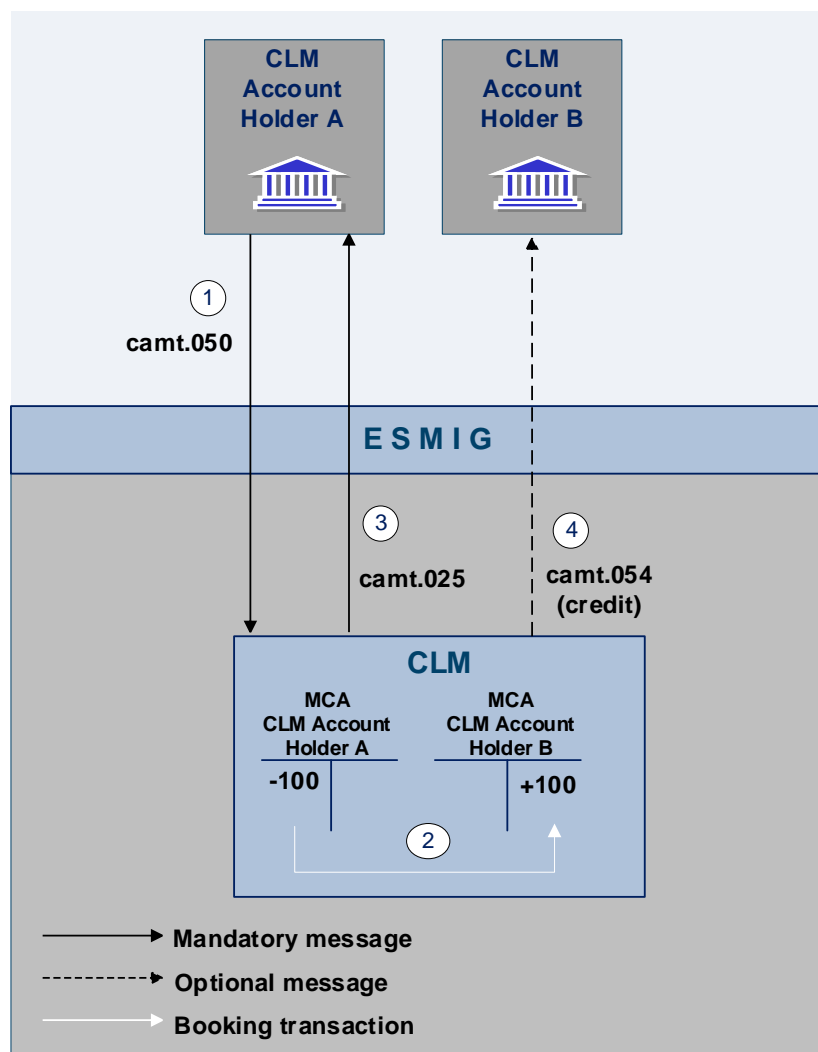 CLM
Account
Holder A
CLM
Account
Holder B
1
camt.050
E S M I G
3
camt.025
4
camt.054
(credit)
CLM
MCA
CLM Account
Holder A
MCA
CLM Account
Holder B
-100
+100
2
Mandatory message
Optional message
Booking transaction